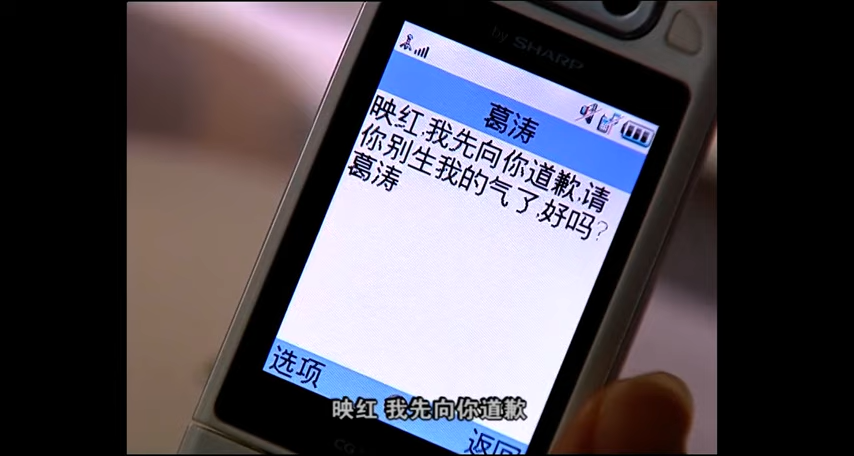 by SHARP
葛涛
映红,我先向你道歉,请
你别生我的气了,好吗?
葛涛
选项
返回
映红 我先向你道歉